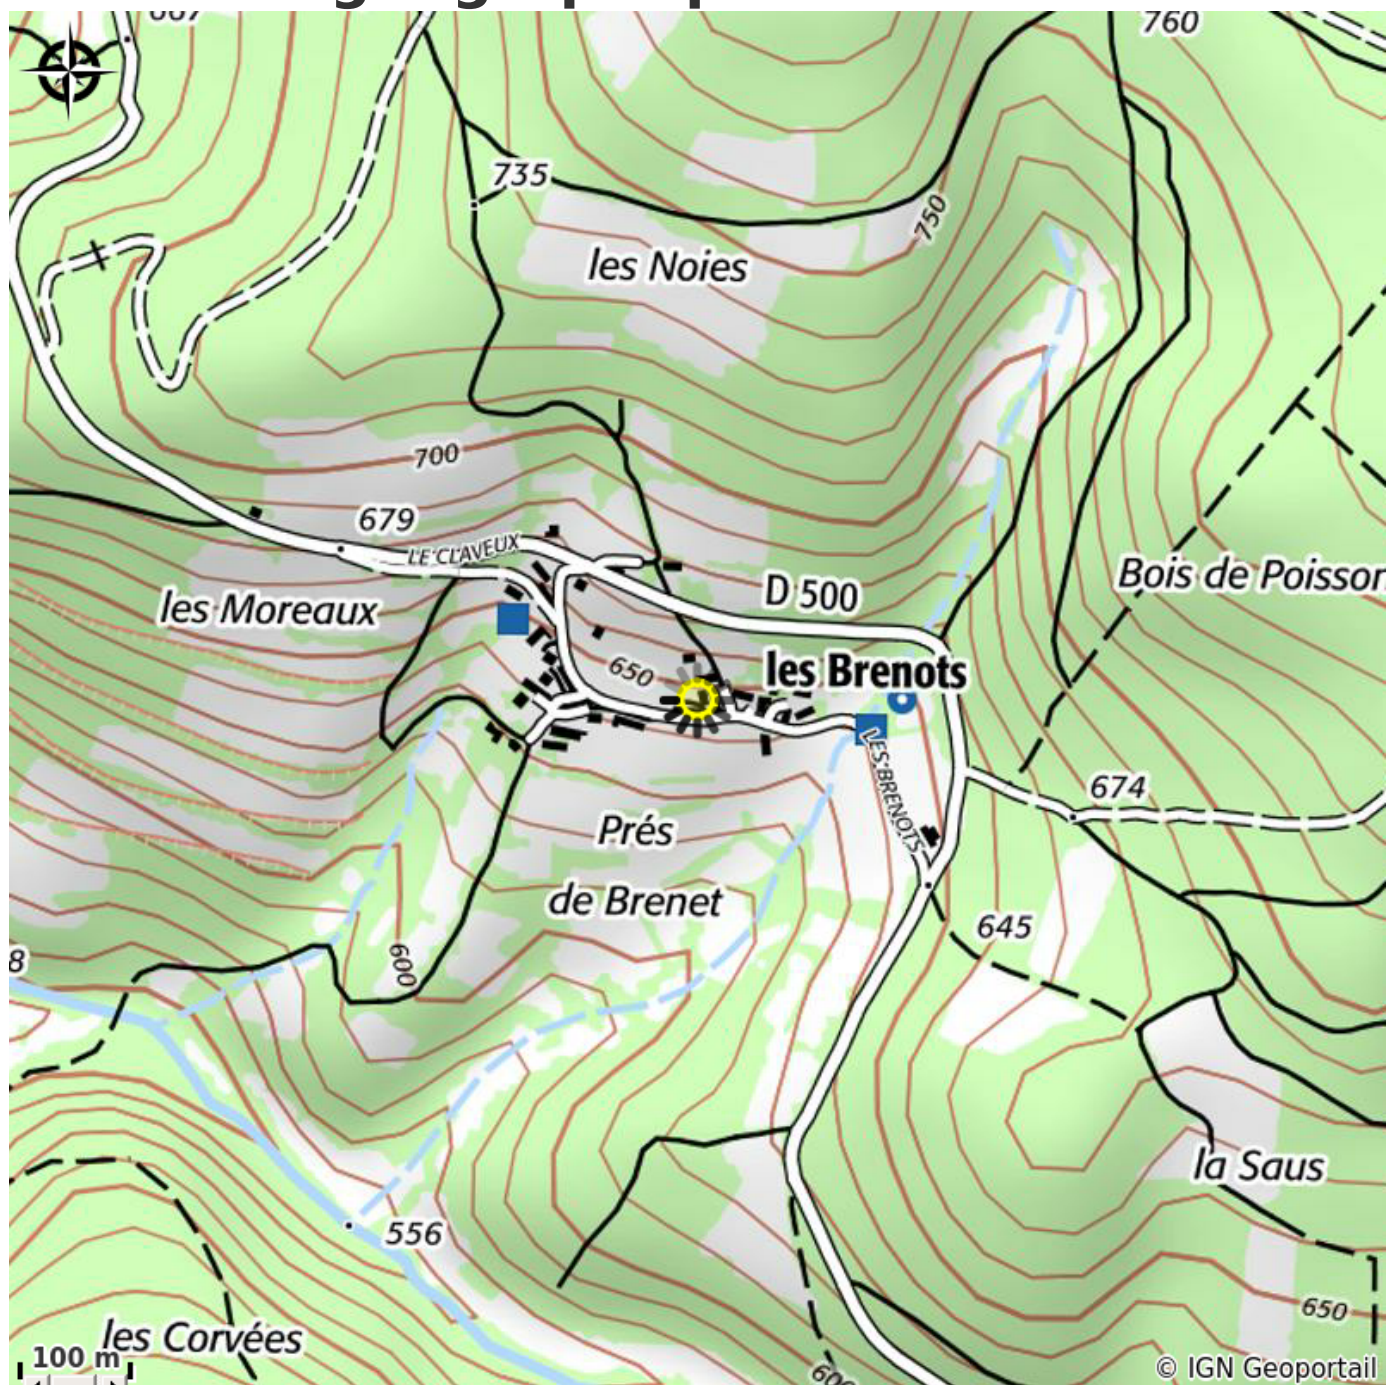 760
735
750
les Noies
700
679
LE CLAVEUX
D 500
Bois de Poisson
les Moreaux
650
les Brenots
LES BRENOTS
674
Prés
de Brenet
645
600
8
la Saus
556
650
les Corvées
100 m
600
© IGN Geoportail